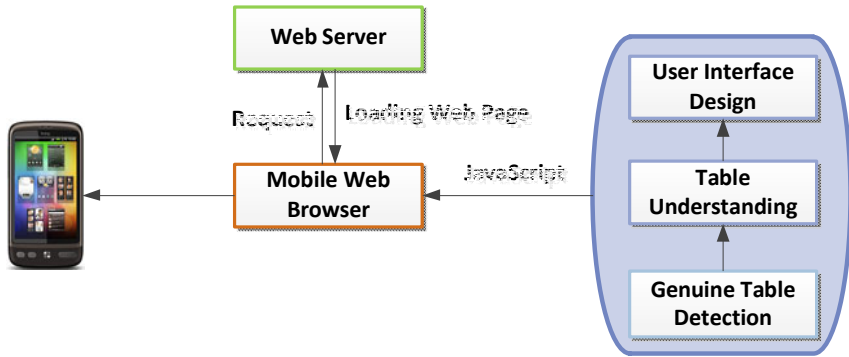 Web Server
Request
Loading Web Page
JavaScript
Mobile Web
Browser
User Interface
Design
Table
Understanding
Genuine Table
Detection